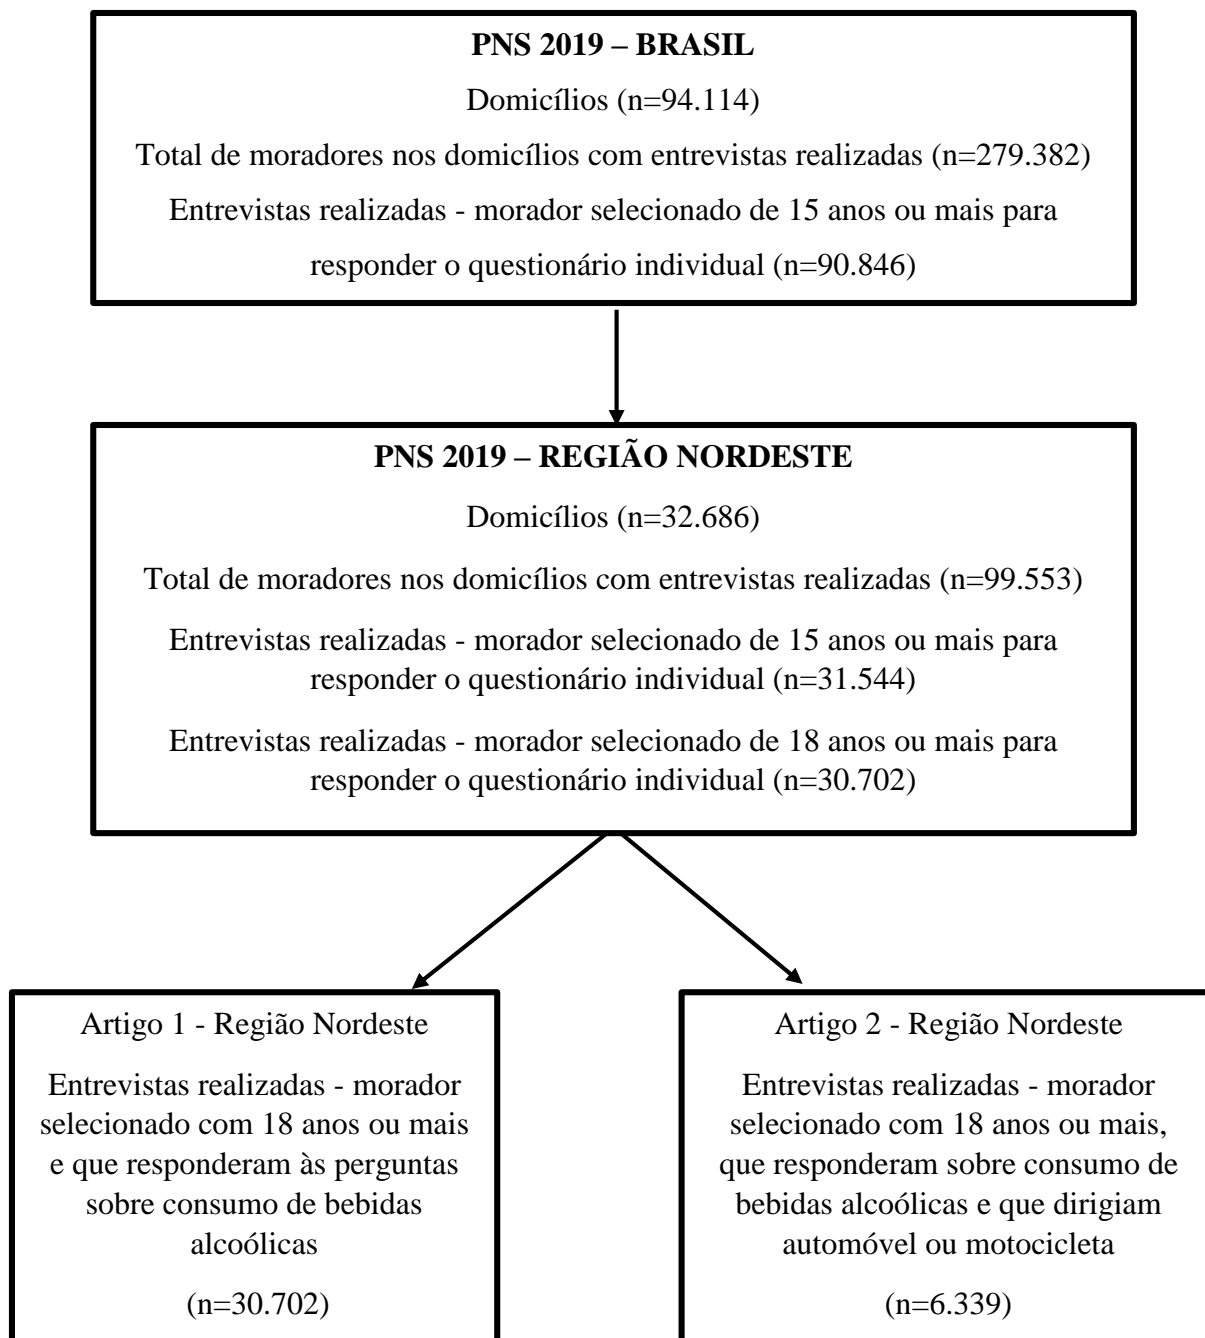 PNS 2019 – BRASIL
Domicílios (n=94.114)
Total de moradores nos domicílios com entrevistas realizadas (n=279.382)
Entrevistas realizadas - morador selecionado de 15 anos ou mais para
responder o questionário individual (n=90.846)
PNS 2019 – REGIÃO NORDESTE
Domicílios (n=32.686)
Total de moradores nos domicílios com entrevistas realizadas (n=99.553)
Entrevistas realizadas - morador selecionado de 15 anos ou mais para
responder o questionário individual (n=31.544)
Entrevistas realizadas - morador selecionado de 18 anos ou mais para
responder o questionário individual (n=30.702)
Artigo 1 - Região Nordeste
Entrevistas realizadas - morador
selecionado com 18 anos ou mais
e que responderam às perguntas
sobre consumo de bebidas
alcoólicas
(n=30.702)
Artigo 2 - Região Nordeste
Entrevistas realizadas - morador
selecionado com 18 anos ou mais,
que responderam sobre consumo de
bebidas alcoólicas e que dirigiam
automóvel ou motocicleta
(n=6.339)